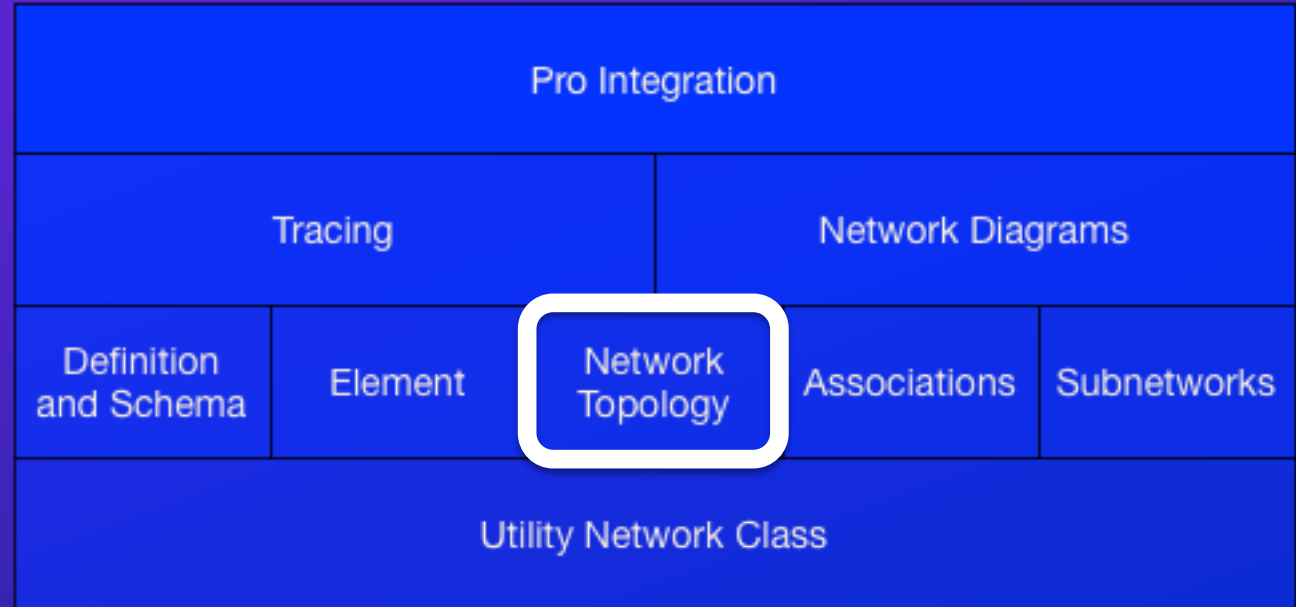 Pro Integration
Tracing
Network Diagrams
Definition
and Schema
Element
Network
Topology
Associations
Subnetworks
Utility Network Class